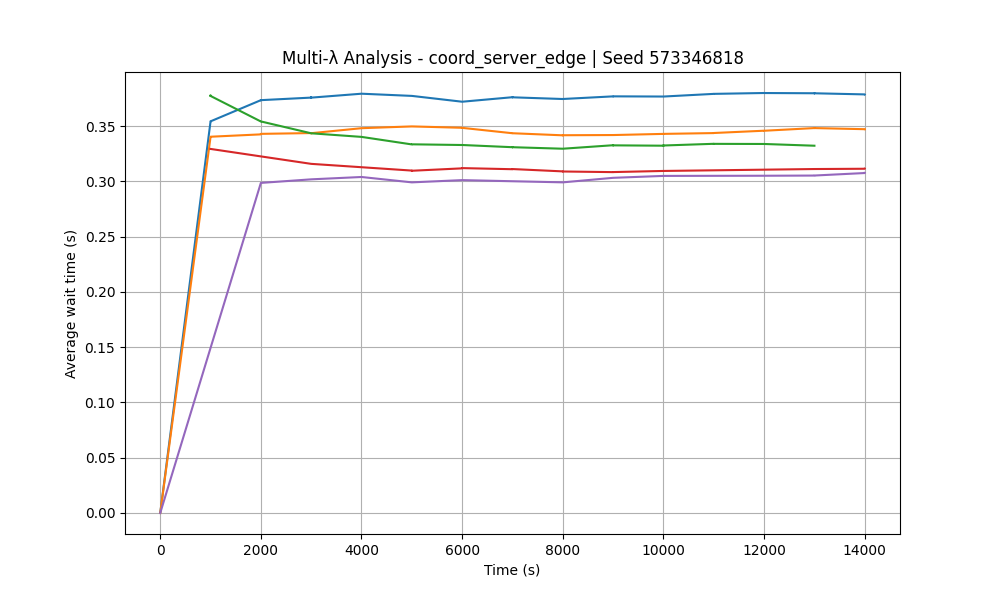 Multi-λ Analysis - coord_server_edge | Seed 573346818
Average wait time (s)
0.35
0.30
0.25
0.20
0.15
0.10
0.05
0.00
0 2000 4000 6000 8000 10000 12000 14000
Time (s)